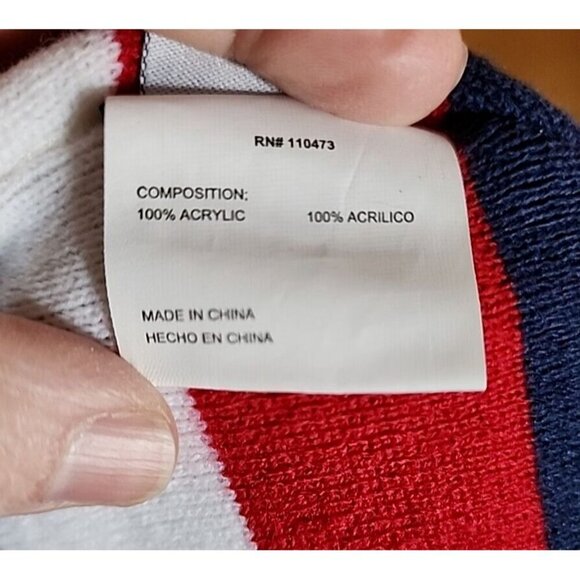 RN# 110473
COMPOSITION:
100% ACRYLIC 100% ACRILICO
MADE IN CHINA
HECHO EN CHINA